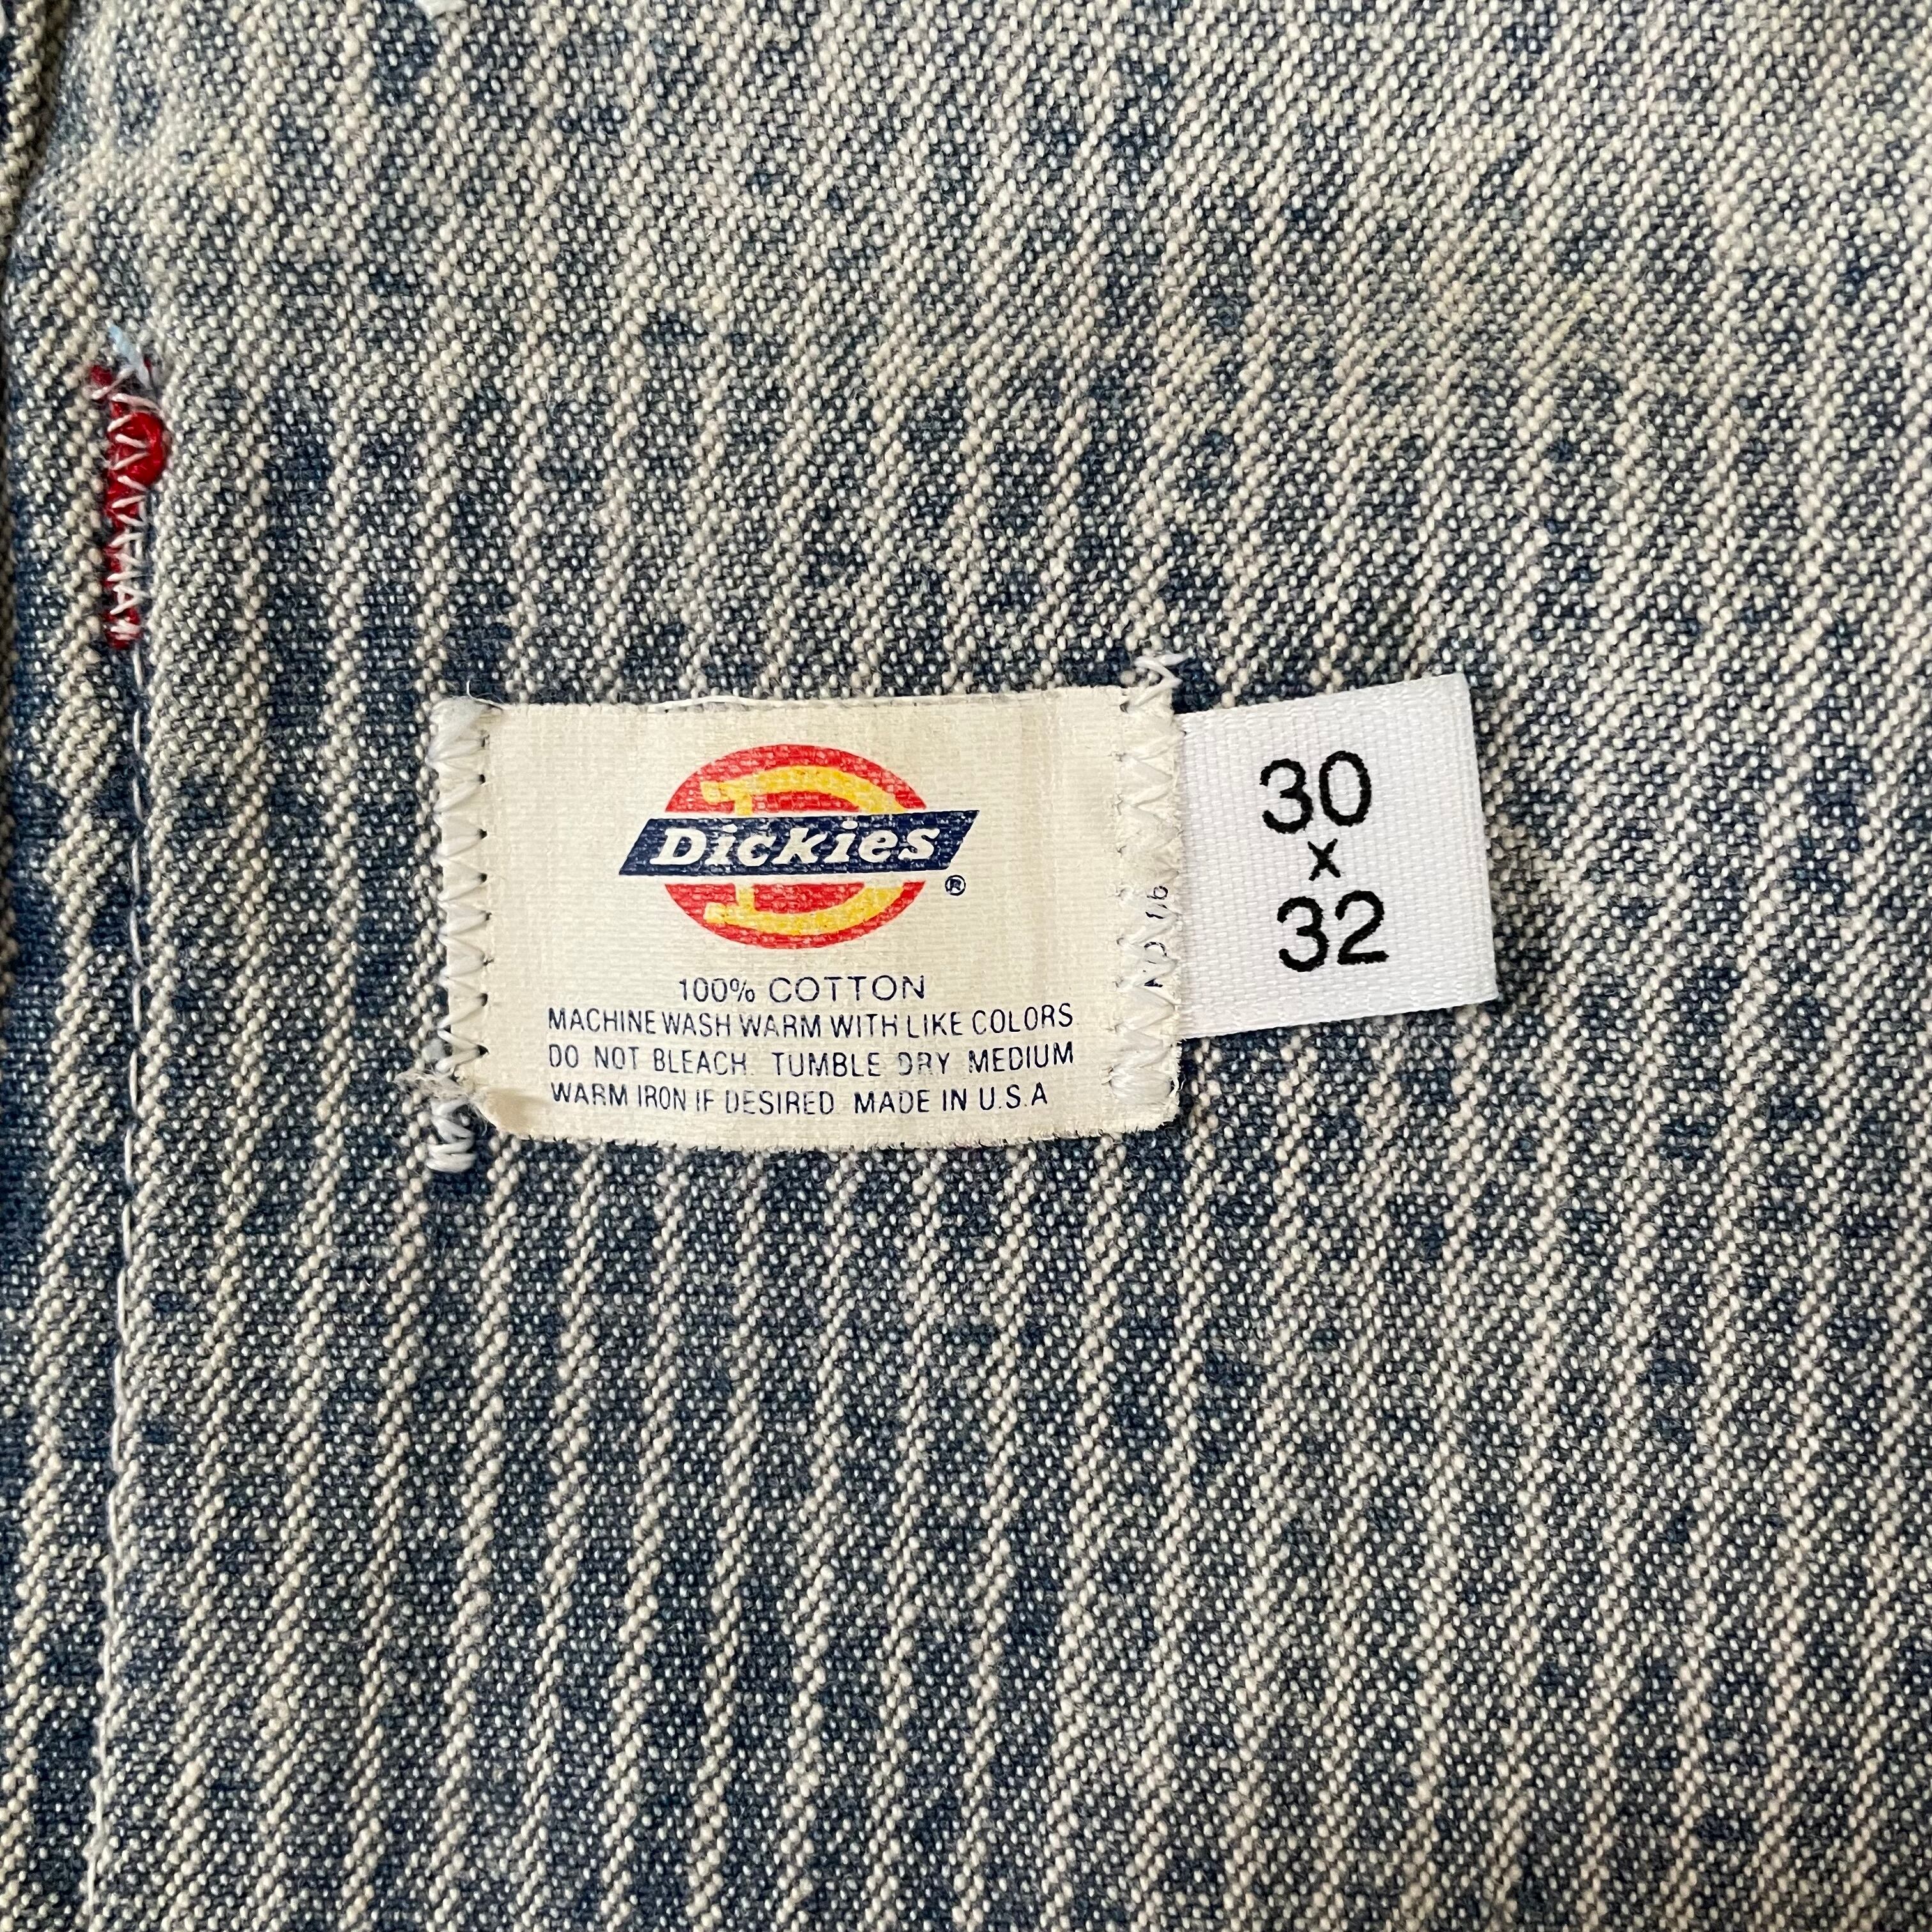 Dickies
®
100% COTTON
MACHINE WASH WARM WITH LIKE COLORS
DO NOT BLEACH. TUMBLE DRY MEDIUM
WARM IRON IF DESIRED MADE IN U.S.A
30
x
32